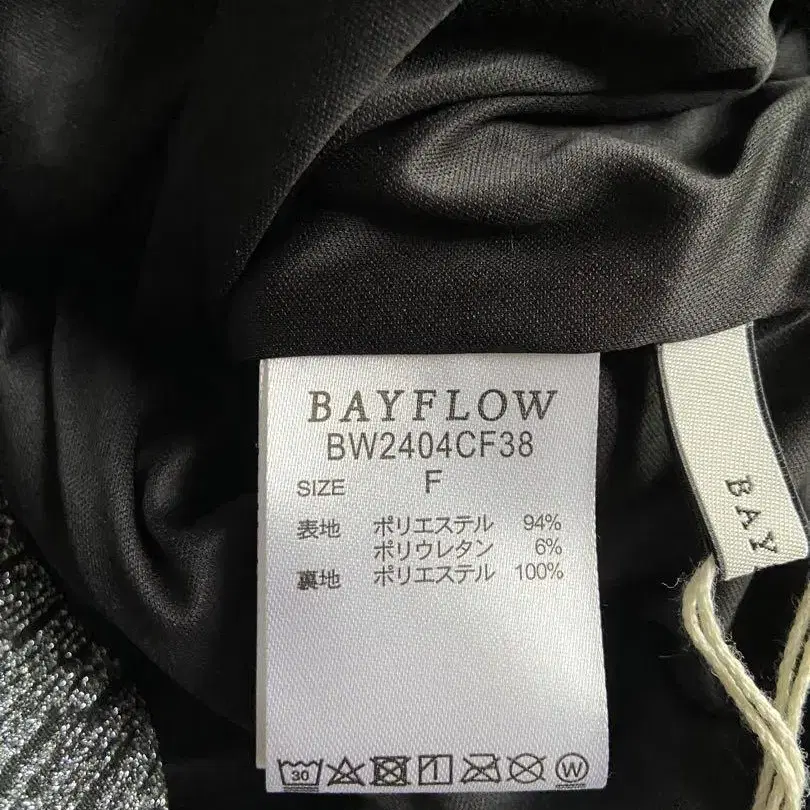 BAYFLOW
BW2404CF38
SIZE F
表地 ポリエステル 94%
ポリウレタン 6%
裏地 ポリエステル 100%
30
W
BAY